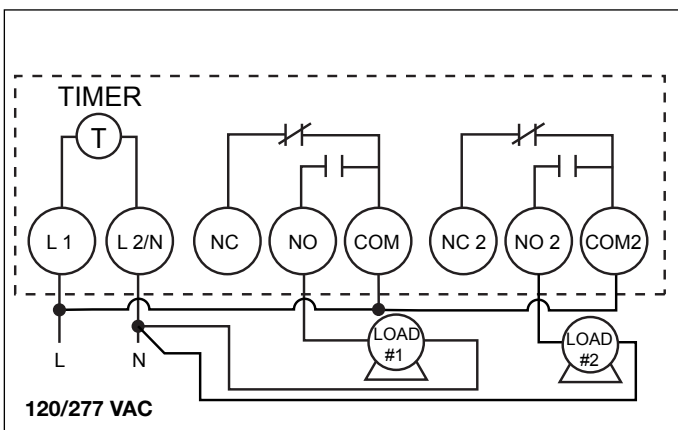 TIMER
T
L 1
L 2/N
NC
NO
COM
NC 2
NO 2
COM2
LOAD
#1
LOAD
#2
L
N
120/277 VAC